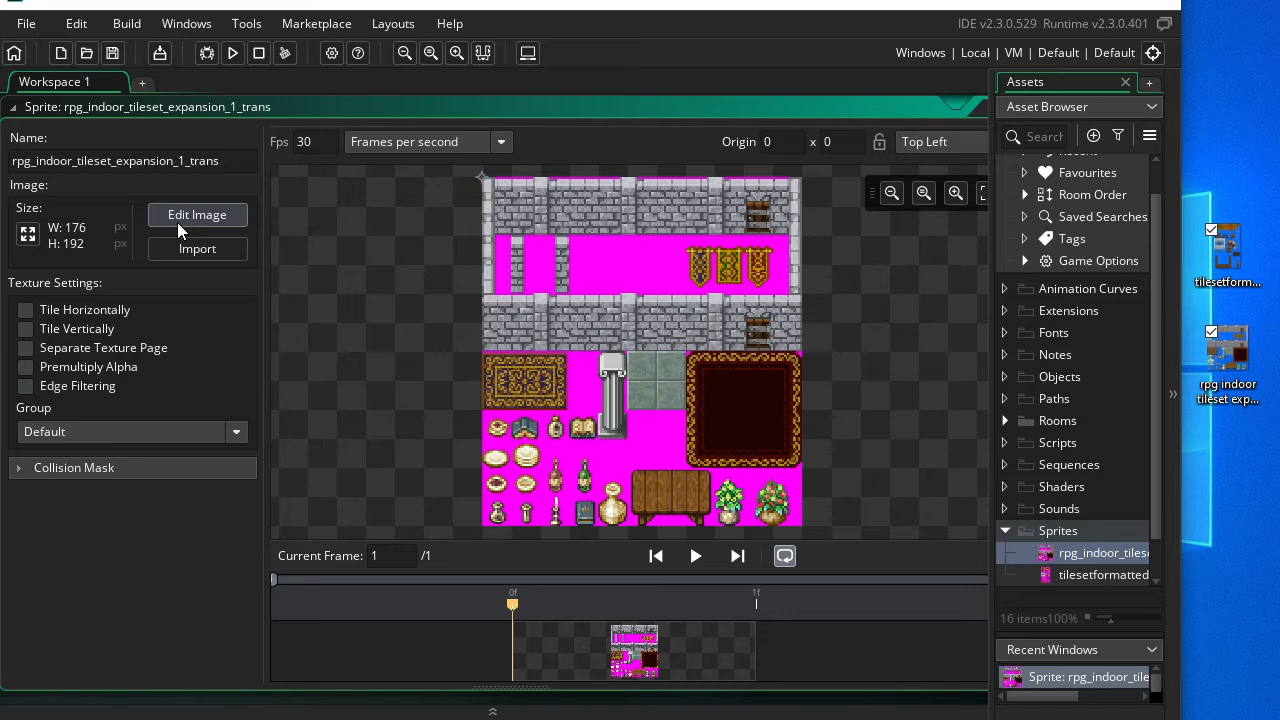 File Edit Build Windows Tools Marketplace Layouts Help IDE v2.3.0.529 Runtime v2.3.0.401
Windows | Local | VM | Default | Default
Workspace 1
Assets
Sprite: rpg_indoor_tileset_expansion_1_trans
Asset Browser
Name:
Fps 30 Frames per second Origin 0 x 0 Top Left
Search
rpg_indoor_tileset_expansion_1_trans
Favourites
Image:
Room Order
Size:
Edit Image
Saved Searches
W: 176 px
H: 192 px
Import
Tags
Game Options
Texture Settings:
Animation Curves
tilesetform...
Tile Horizontally
Extensions
Tile Vertically
Fonts
Separate Texture Page
Notes
Premultiply Alpha
Objects
Edge Filtering
Paths
rpg indoor
tileset exp...
Group
Rooms
Default
Scripts
Collision Mask
Sequences
Shaders
Sounds
Sprites
Current Frame: 1 /1
rpg_indoor_tiles
tilesetformatted
0f 1f
16 items 100%
Recent Windows
Sprite: rpg_indoor_tile